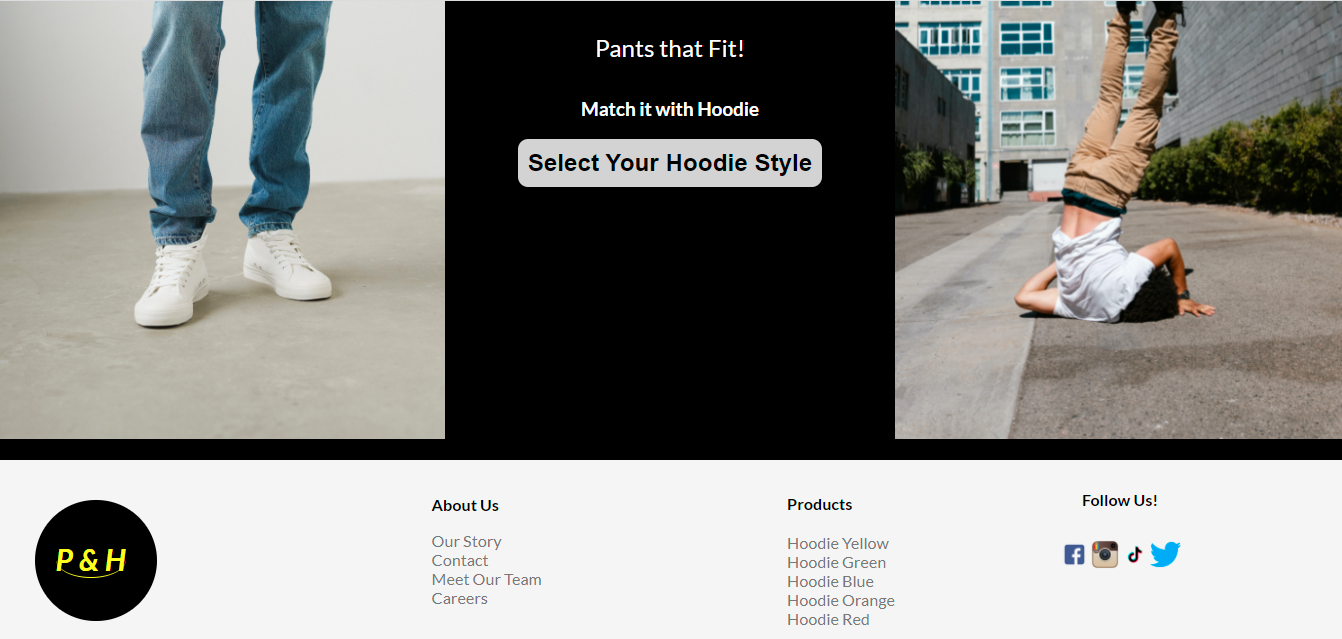 Pants that Fit!
Match it with Hoodie
Select Your Hoodie Style
P & H
About Us
Our Story
Contact
Meet Our Team
Careers
Products
Hoodie Yellow
Hoodie Green
Hoodie Blue
Hoodie Orange
Hoodie Red
Follow Us!